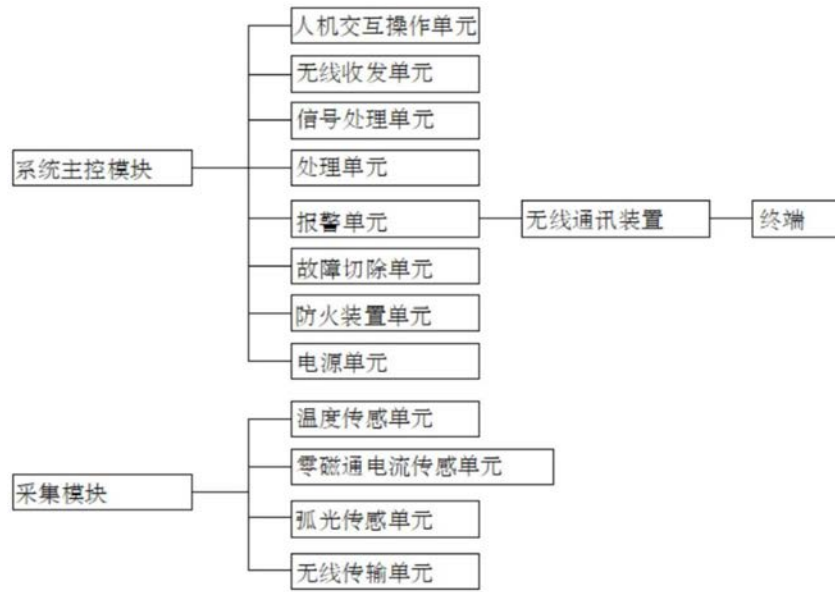 人机交互操作单元
无线收发单元
信号处理单元
系统主控模块
处理单元
报警单元
无线通讯装置
终端
故障切除单元
防火装置单元
电源单元
温度传感单元
零磁通电流传感单元
采集模块
弧光传感单元
无线传输单元